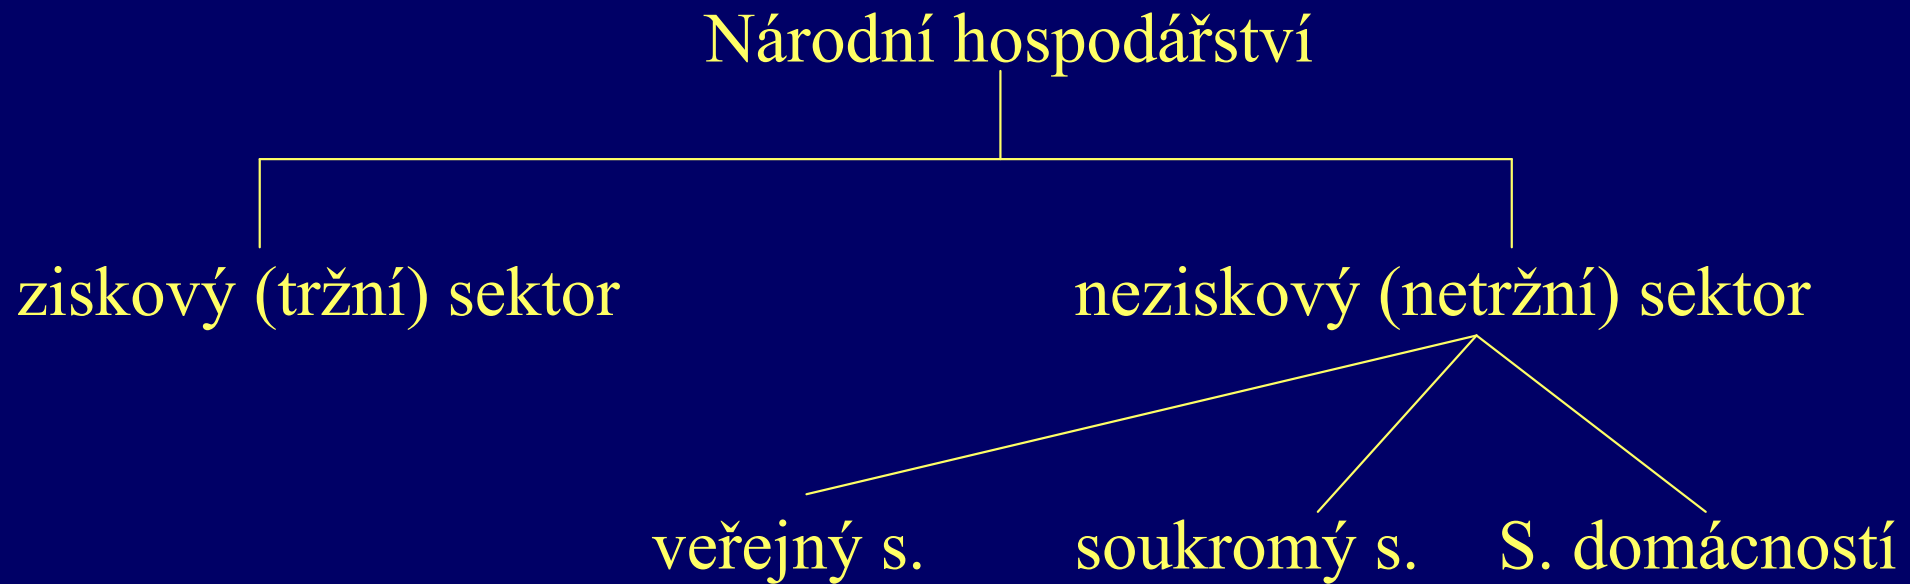 Národní hospodářství
ziskový (tržní) sektor
neziskový (netržní) sektor
veřejný s.
soukromý s.
S. domácností